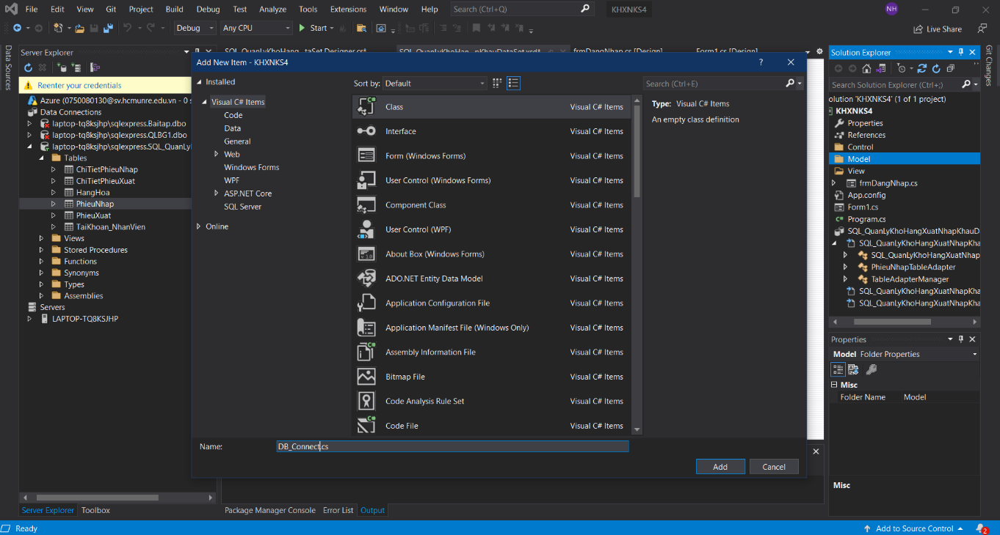 File Edit View Git Project Build Debug Test Analyze Tools Extensions Window Help Search (Ctrl+Q) KHXNKS4 NH
Debug Any CPU Start Live Share
Data Sources
Server Explorer
Reenter your credentials
Azure (0750080130@sv.hcmunre.edu.vn - 0 s
Data Connections
laptop-tq8ksjhp\sqlexpress.Baitap.dbo
laptop-tq8ksjhp\sqlexpress.QLBG1.dbo
laptop-tq8ksjhp\sqlexpress.SQL_QuanLy
Tables
ChiTietPhieuNhap
ChiTietPhieuXuat
HangHoa
PhieuNhap
PhieuXuat
TaiKhoan_NhanVien
Views
Stored Procedures
Functions
Synonyms
Types
Assemblies
Servers
LAPTOP-TQ8KSJHP
Server Explorer Toolbox
SQL_QuanLyKhoHang...taSet.Designer.cs* SQL_QuanLyKhoHan...pKhauDataSet.xsd* frmDangNhap.cs [Design] Form1.cs [Design]
Add New Item - KHXNKS4 ?
Installed
Visual C# Items
Code
Data
General
Web
Windows Forms
WPF
ASP.NET Core
SQL Server
Online
Sort by: Default
Search (Ctrl+E)
Class Visual C# Items
Interface Visual C# Items
Form (Windows Forms) Visual C# Items
User Control (Windows Forms) Visual C# Items
Component Class Visual C# Items
User Control (WPF) Visual C# Items
About Box (Windows Forms) Visual C# Items
ADO.NET Entity Data Model Visual C# Items
Application Configuration File Visual C# Items
Application Manifest File (Windows Only) Visual C# Items
Assembly Information File Visual C# Items
Bitmap File Visual C# Items
Code Analysis Rule Set Visual C# Items
Code File Visual C# Items
Type: Visual C# Items
An empty class definition
Name: DB_Connect.cs
Add Cancel
Package Manager Console Error List Output
Solution Explorer
Search Solution Explorer (Ctrl+;)
olution 'KHXNKS4' (1 of 1 project)
KHXNKS4
Properties
References
Control
Model
View
frmDangNhap.cs
App.config
Form1.cs
Program.cs
SQL_QuanLyKhoHangXuatNhapKhauD
SQL_QuanLyKhoHangXuatNhapKha
SQL_QuanLyKhoHangXuatNhap
PhieuNhapTableAdapter
TableAdapterManager
SQL_QuanLyKhoHangXuatNhapKha
SQL_QuanLyKhoHangXuatNhapKha
Properties
Model Folder Properties
Misc
Folder Name Model
Misc
Git Changes
Ready Add to Source Control 2